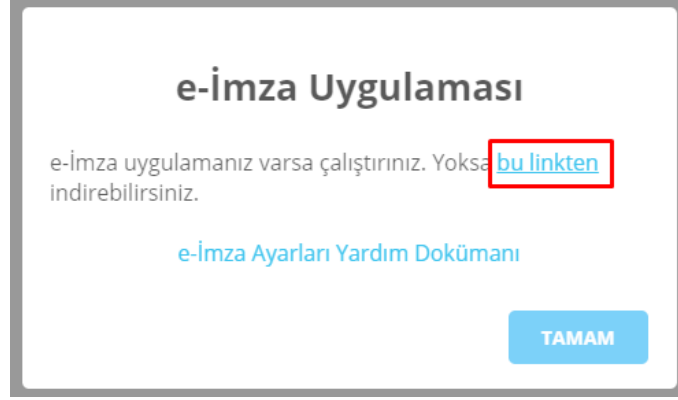 e-İmza Uygulaması
e-İmza uygulamanız varsa çalıştırınız. Yoksa bu linkten
indirebilirsiniz.
e-İmza Ayarları Yardım Dokümanı
TAMAM